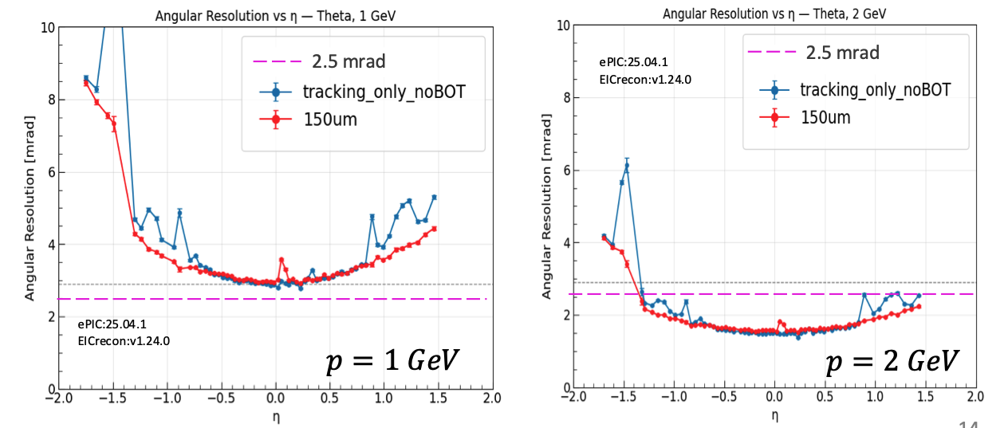 Angular Resolution vs η — Theta, 1 GeV
10
8
6
4
2
0
Angular Resolution [mrad]
2.5 mrad
tracking_only_noBOT
150um
ePIC:25.04.1
EICrecon:v1.24.0
p = 1 GeV
−2.0 −1.5 −1.0 −0.5 0.0 0.5 1.0 1.5 2.0
η
Angular Resolution vs η — Theta, 2 GeV
10
8
6
4
2
0
Angular Resolution [mrad]
ePIC:25.04.1
EICrecon:v1.24.0
2.5 mrad
tracking_only_noBOT
150um
p = 2 GeV
−2.0 −1.5 −1.0 −0.5 0.0 0.5 1.0 1.5 2.0
η
14